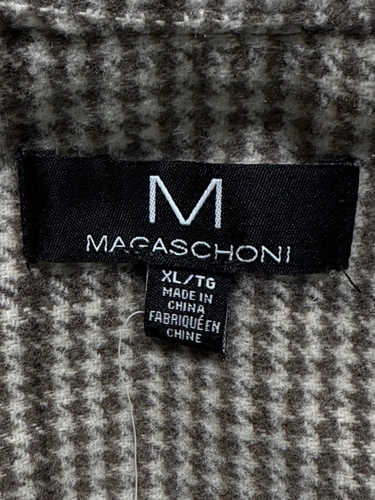 M
MAGASCHONI
XL/TG
MADE IN
CHINA
FABRIQUÉ EN
CHINE